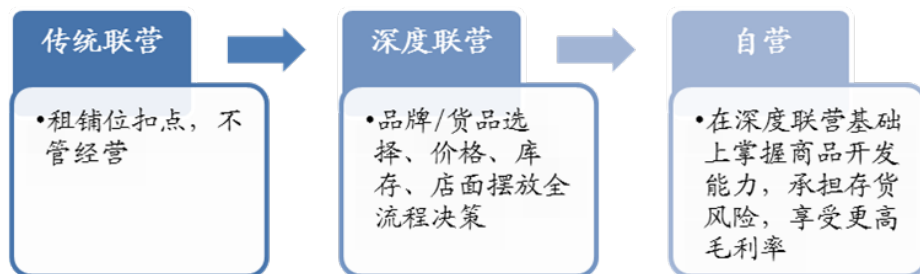 传统联营
•租铺位扣点，不
管经营
深度联营
•品牌/货品选
择、价格、库
存、店面摆放全
流程决策
自营
•在深度联营基础
上掌握商品开发
能力，承担存货
风险，享受更高
毛利率